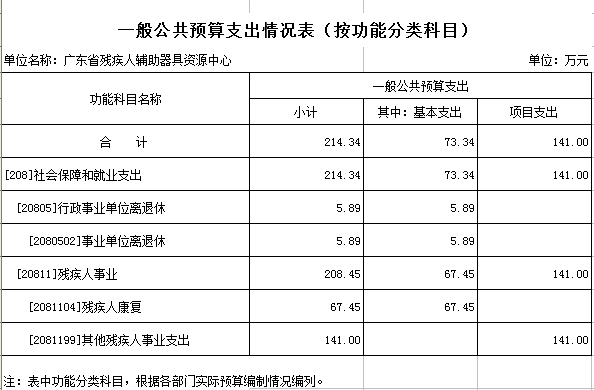 一般公共预算支出情况表（按功能分类科目）
单位名称：广东省残疾人辅助器具资源中心 单位：万元
功能科目名称 一般公共预算支出
小计 其中：基本支出 项目支出
合 计 214.34 73.34 141.00
[208]社会保障和就业支出 214.34 73.34 141.00
[20805]行政事业单位离退休 5.89 5.89
[2080502]事业单位离退休 5.89 5.89
[20811]残疾人事业 208.45 67.45 141.00
[2081104]残疾人康复 67.45 67.45
[2081199]其他残疾人事业支出 141.00 141.00
注：表中功能分类科目，根据各部门实际预算编制情况编列。